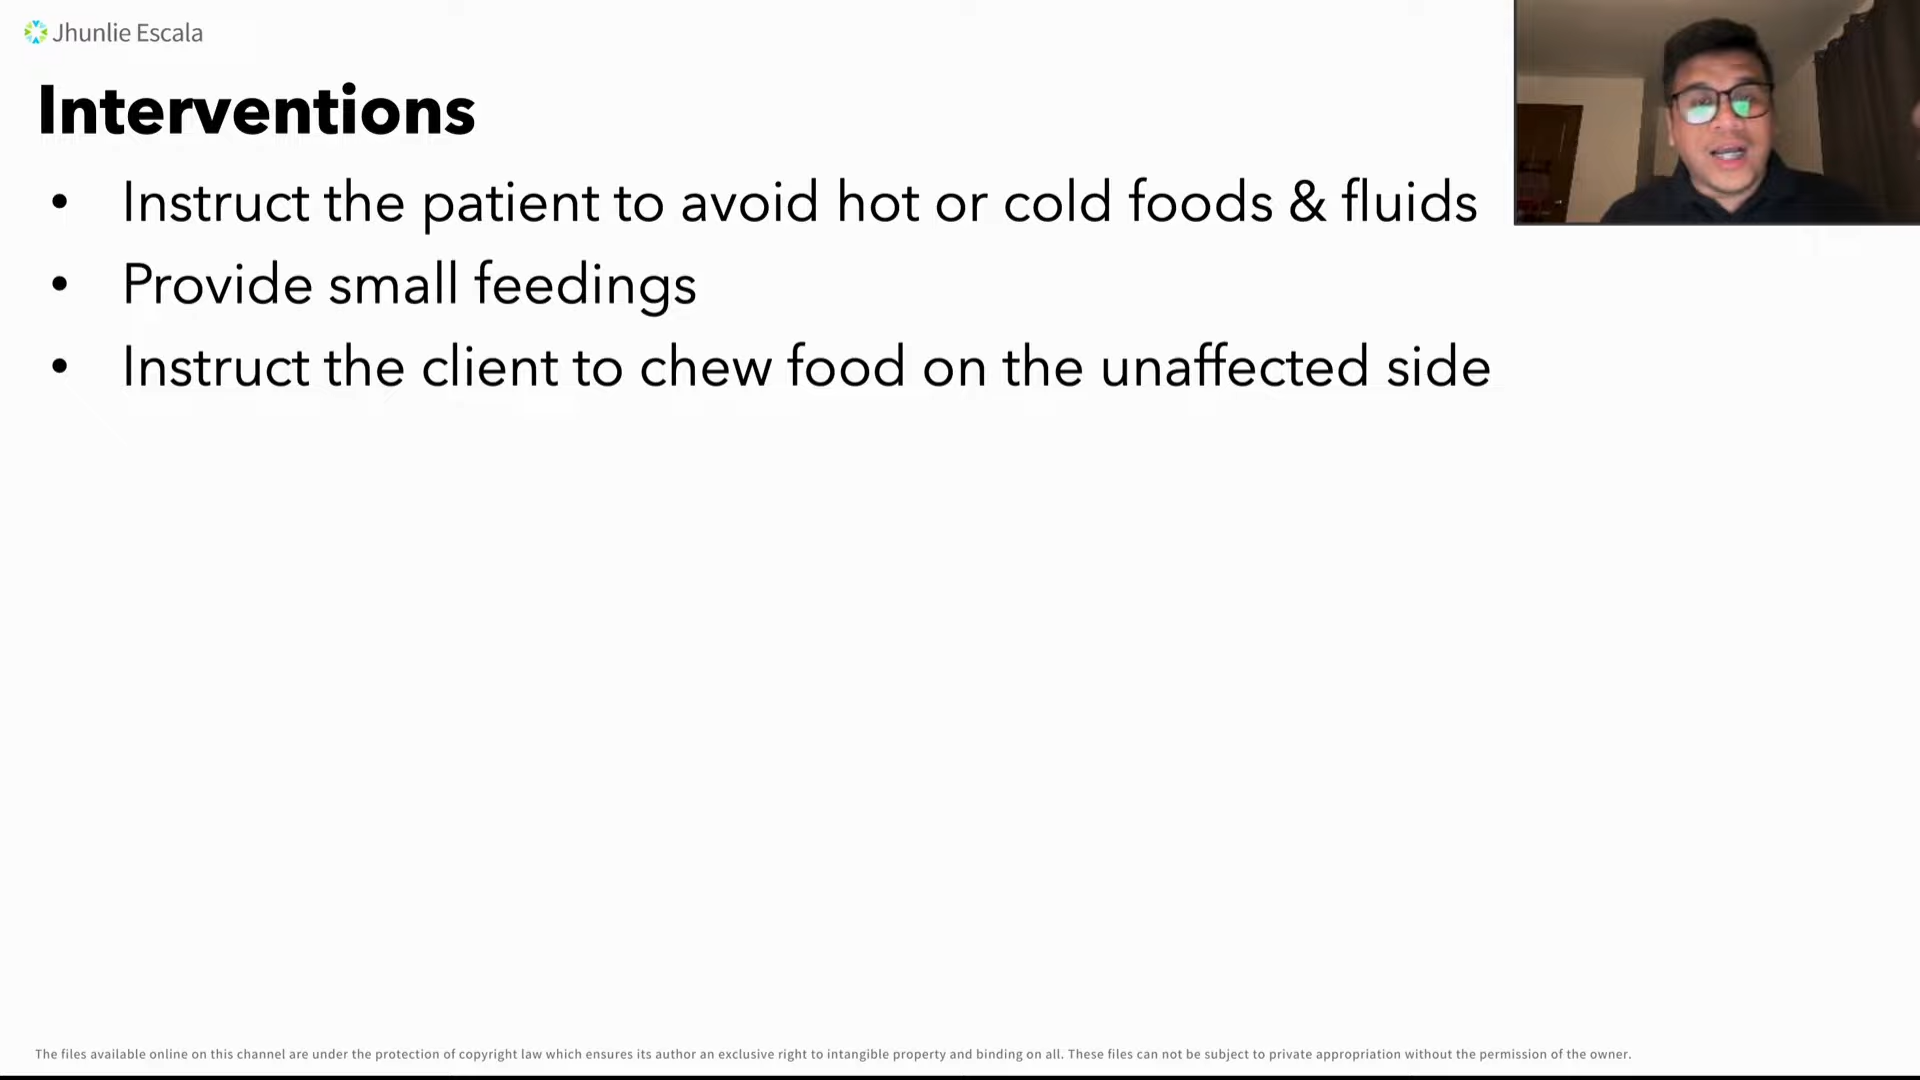 Jhunlie Escala
Interventions
• Instruct the patient to avoid hot or cold foods & fluids
• Provide small feedings
• Instruct the client to chew food on the unaffected side
The files available online on this channel are under the protection of copyright law which ensures its author an exclusive right to intangible property and binding on all. These files can not be subject to private appropriation without the permission of the owner.